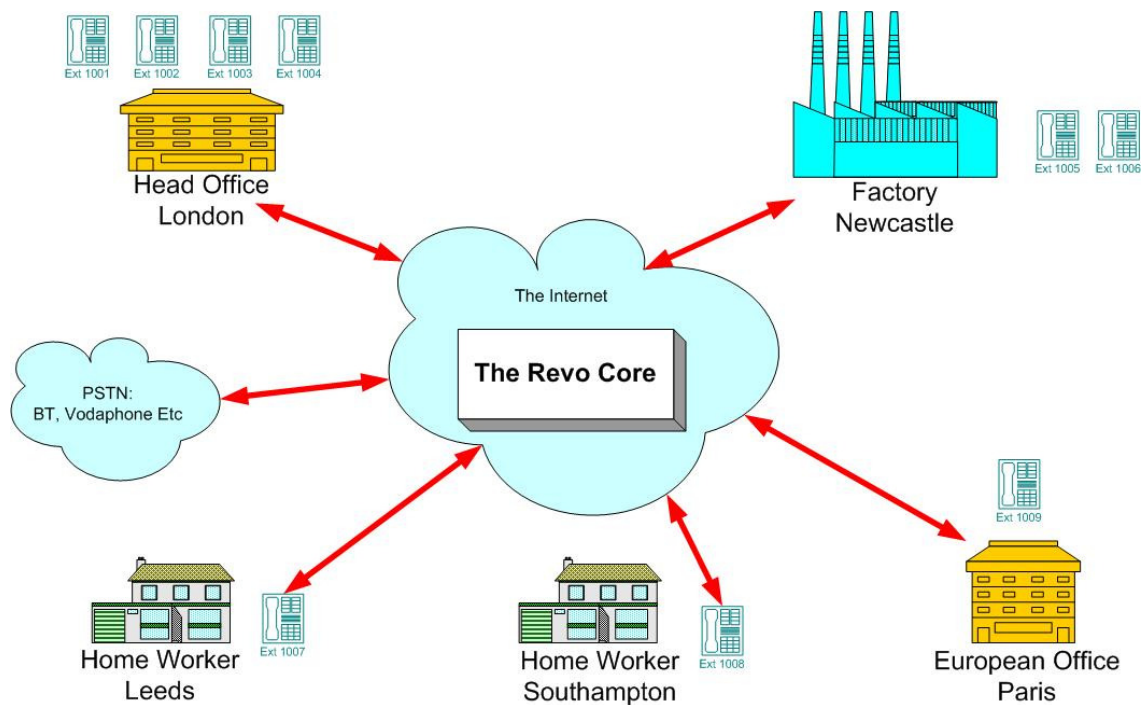 Ext 1001
Ext 1002
Ext 1003
Ext 1004
Head Office
London
Ext 1005
Ext 1006
Factory
Newcastle
The Internet
The Revo Core
PSTN:
BT, Vodaphone Etc
Ext 1009
Ext 1007
Home Worker
Leeds
Ext 1008
Home Worker
Southampton
European Office
Paris